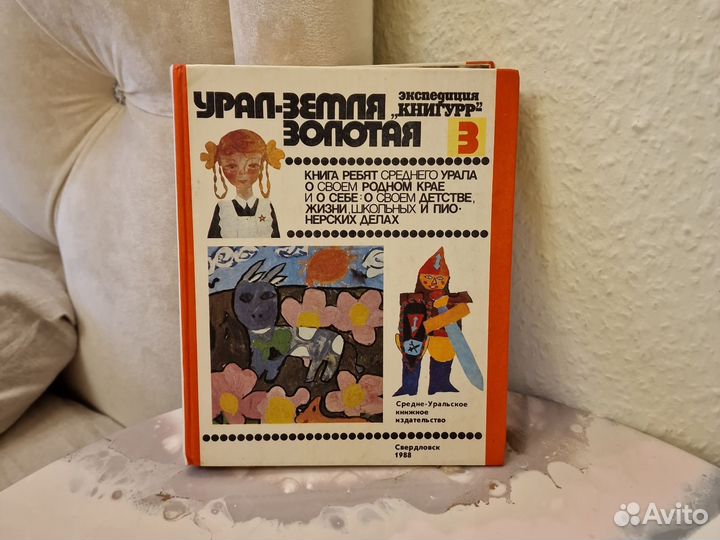 УРАЛ-ЗЕМЛЯ
ЗОЛОТАЯ
экспедиция
„КНИГУРР"
3
КНИГА РЕБЯТ СРЕДНЕГО УРАЛА
О СВОЕМ РОДНОМ КРАЕ
И О СЕБЕ: О СВОЕМ ДЕТСТВЕ,
ЖИЗНИ, ШКОЛЬНЫХ И ПИО-
НЕРСКИХ ДЕЛАХ
Средне-Уральское
книжное
издательство
Свердловск
1988
Avito